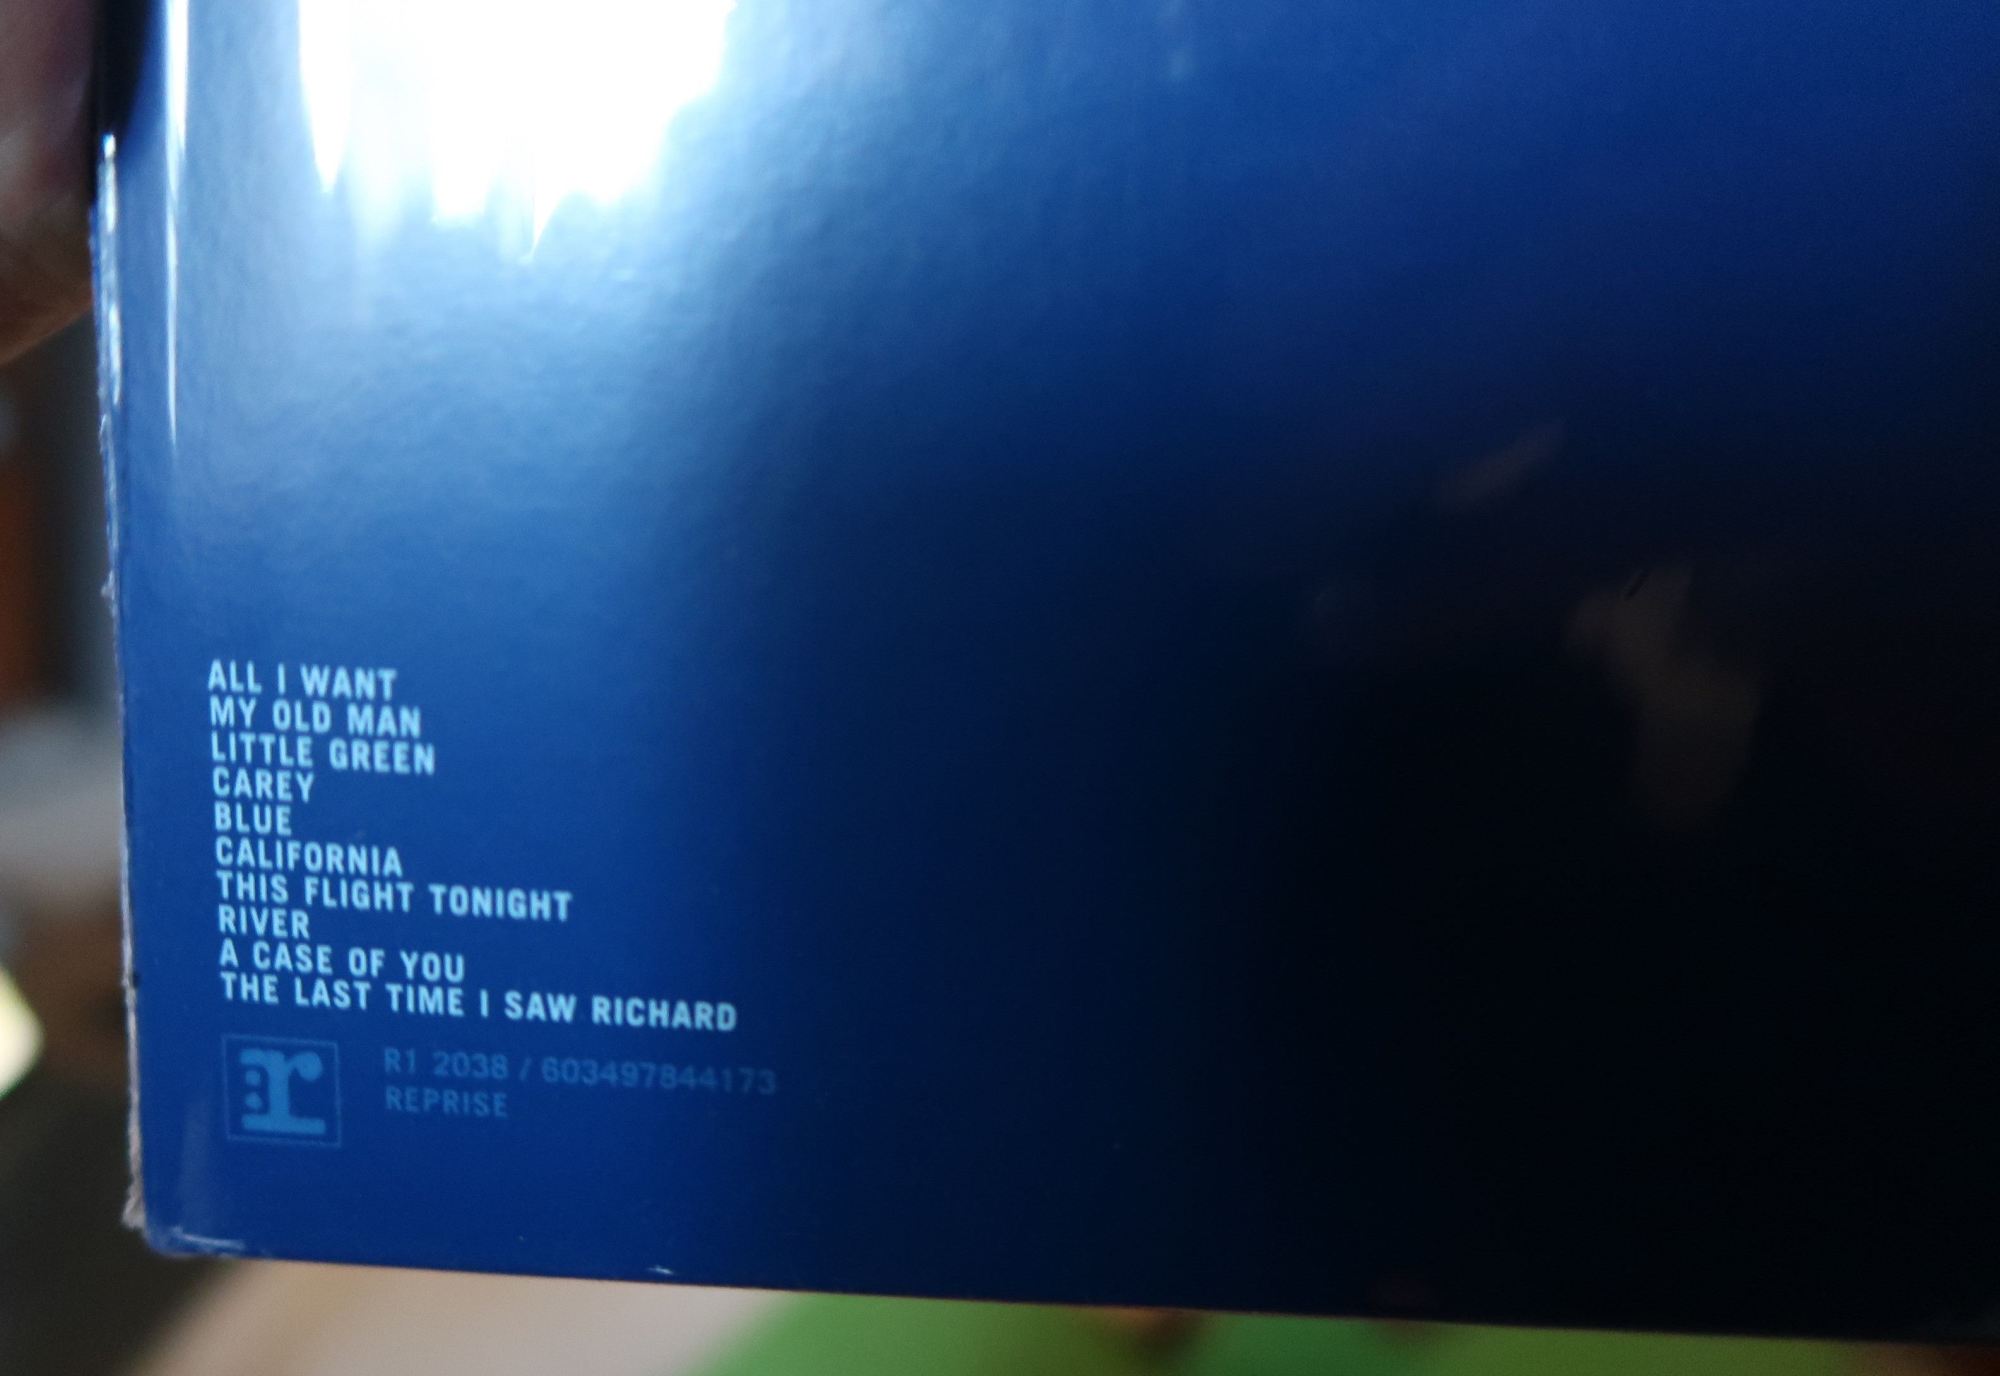 ALL I WANT
MY OLD MAN
LITTLE GREEN
CAREY
BLUE
CALIFORNIA
THIS FLIGHT TONIGHT
RIVER
A CASE OF YOU
THE LAST TIME I SAW RICHARD
R1 2038 / 603497844173
REPRISE